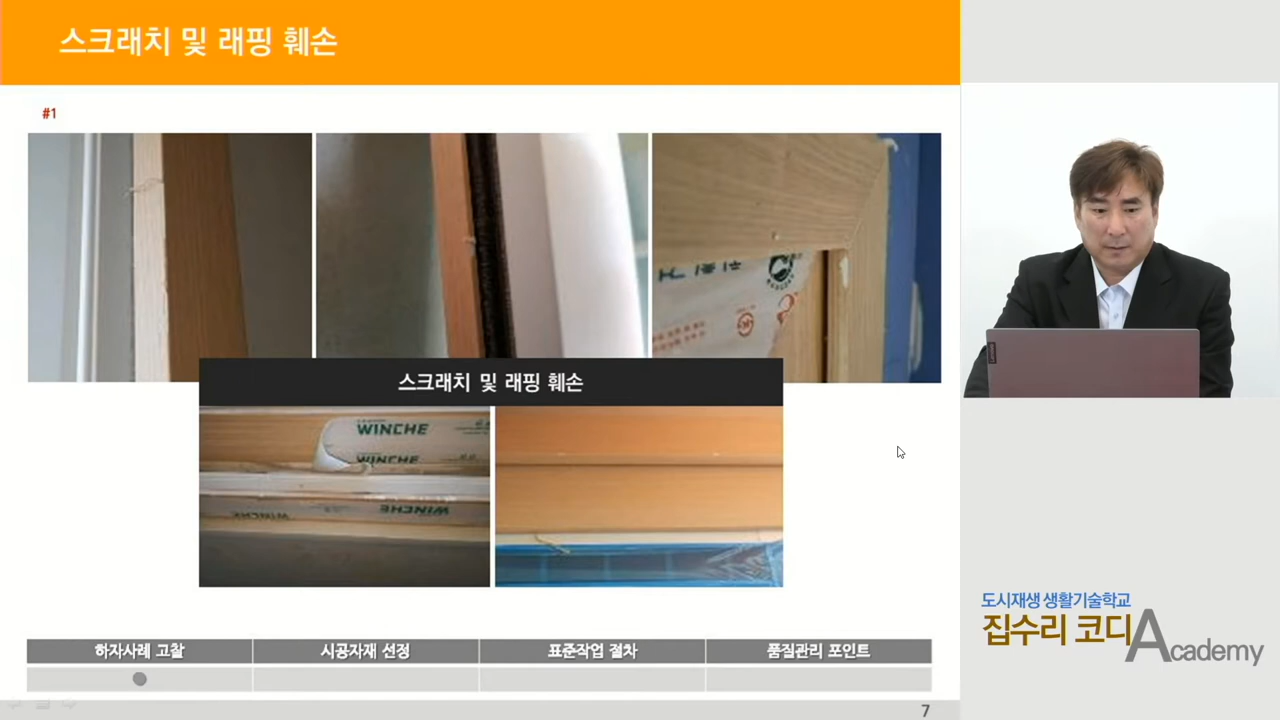 스크래치 및 래핑 훼손
#1
스크래치 및 래핑 훼손
WINCHE
WINCHE
WINCHE
WINCHE
하자사례 고찰
시공자재 선정
표준작업 절차
품질관리 포인트
7
도시재생 생활기술학교
집수리 코디Academy